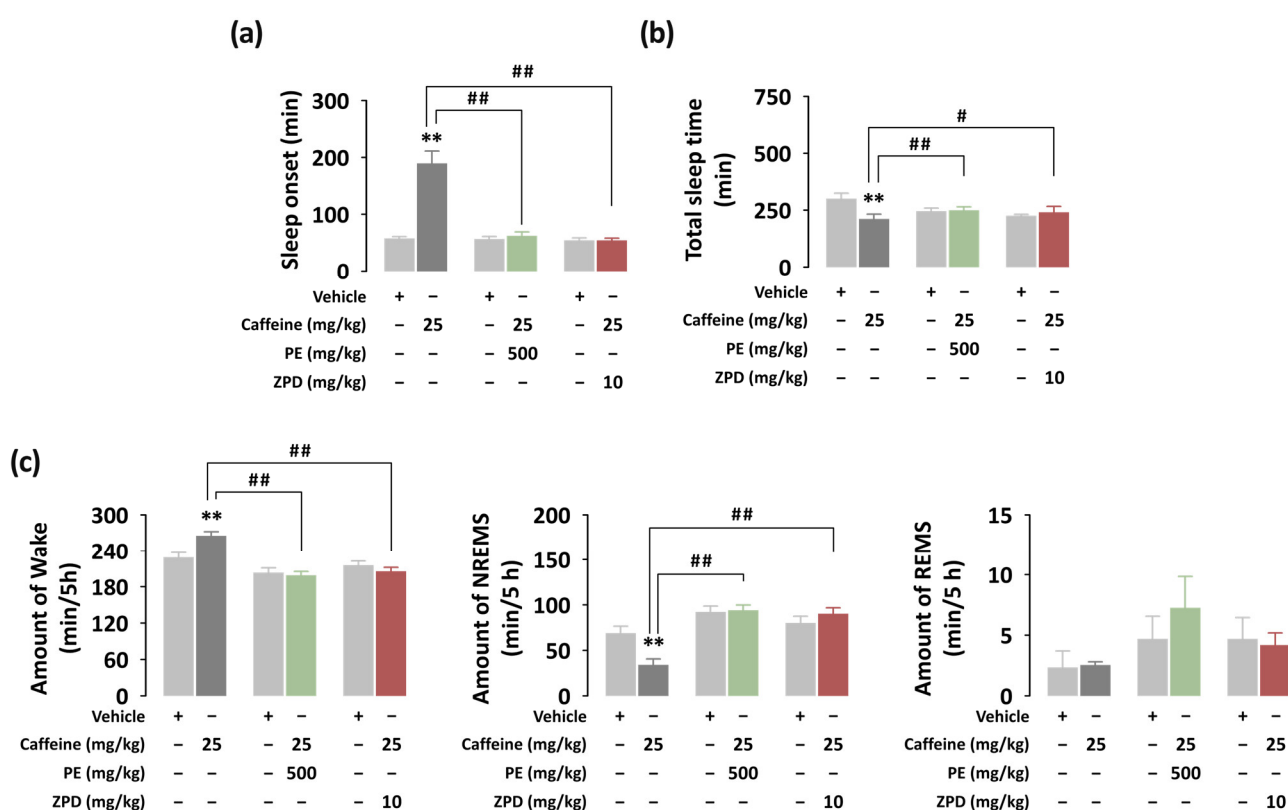 (a)
Sleep onset (min)
300
200
100
0
**
##
##
Vehicle + – + – + –
Caffeine (mg/kg) – 25 – 25 – 25
PE (mg/kg) – – – 500 – –
ZPD (mg/kg) – – – – – 10
(b)
Total sleep time
(min)
750
500
250
0
**
##
#
Vehicle + – + – + –
Caffeine (mg/kg) – 25 – 25 – 25
PE (mg/kg) – – – 500 – –
ZPD (mg/kg) – – – – – 10
(c)
Amount of Wake
(min/5h)
300
240
180
120
60
0
**
##
##
Vehicle + – + – + –
Caffeine (mg/kg) – 25 – 25 – 25
PE (mg/kg) – – – 500 – –
ZPD (mg/kg) – – – – – 10
Amount of NREMS
(min/5 h)
200
150
100
50
0
**
##
##
Vehicle + – + – + –
Caffeine (mg/kg) – 25 – 25 – 25
PE (mg/kg) – – – 500 – –
ZPD (mg/kg) – – – – – 10
Amount of REMS
(min/5 h)
15
10
5
0
Vehicle + – + – + –
Caffeine (mg/kg) – 25 – 25 – 25
PE (mg/kg) – – – 500 – –
ZPD (mg/kg) – – – – – 10